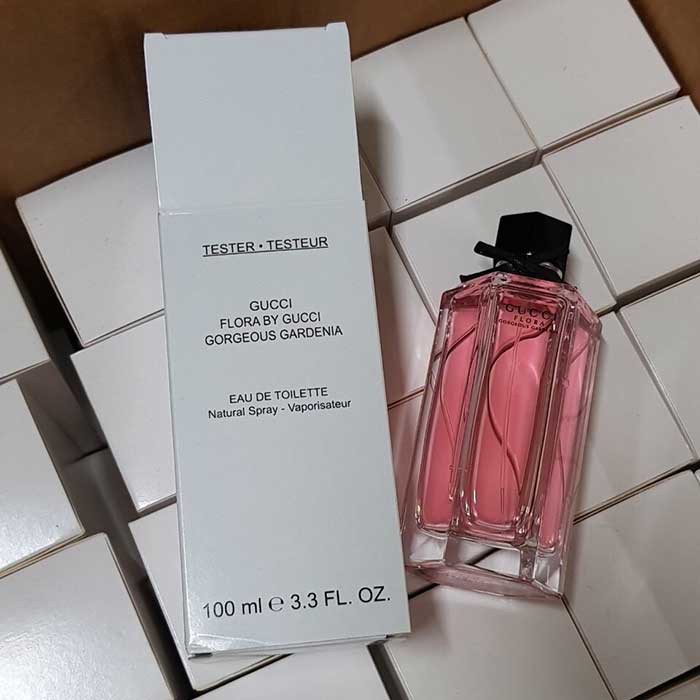 TESTER • TESTEUR
GUCCI
FLORA BY GUCCI
GORGEOUS GARDENIA
EAU DE TOILETTE
Natural Spray - Vaporisateur
100 ml ℮ 3.3 FL. OZ.
GUCCI
FLORA
GORGEOUS